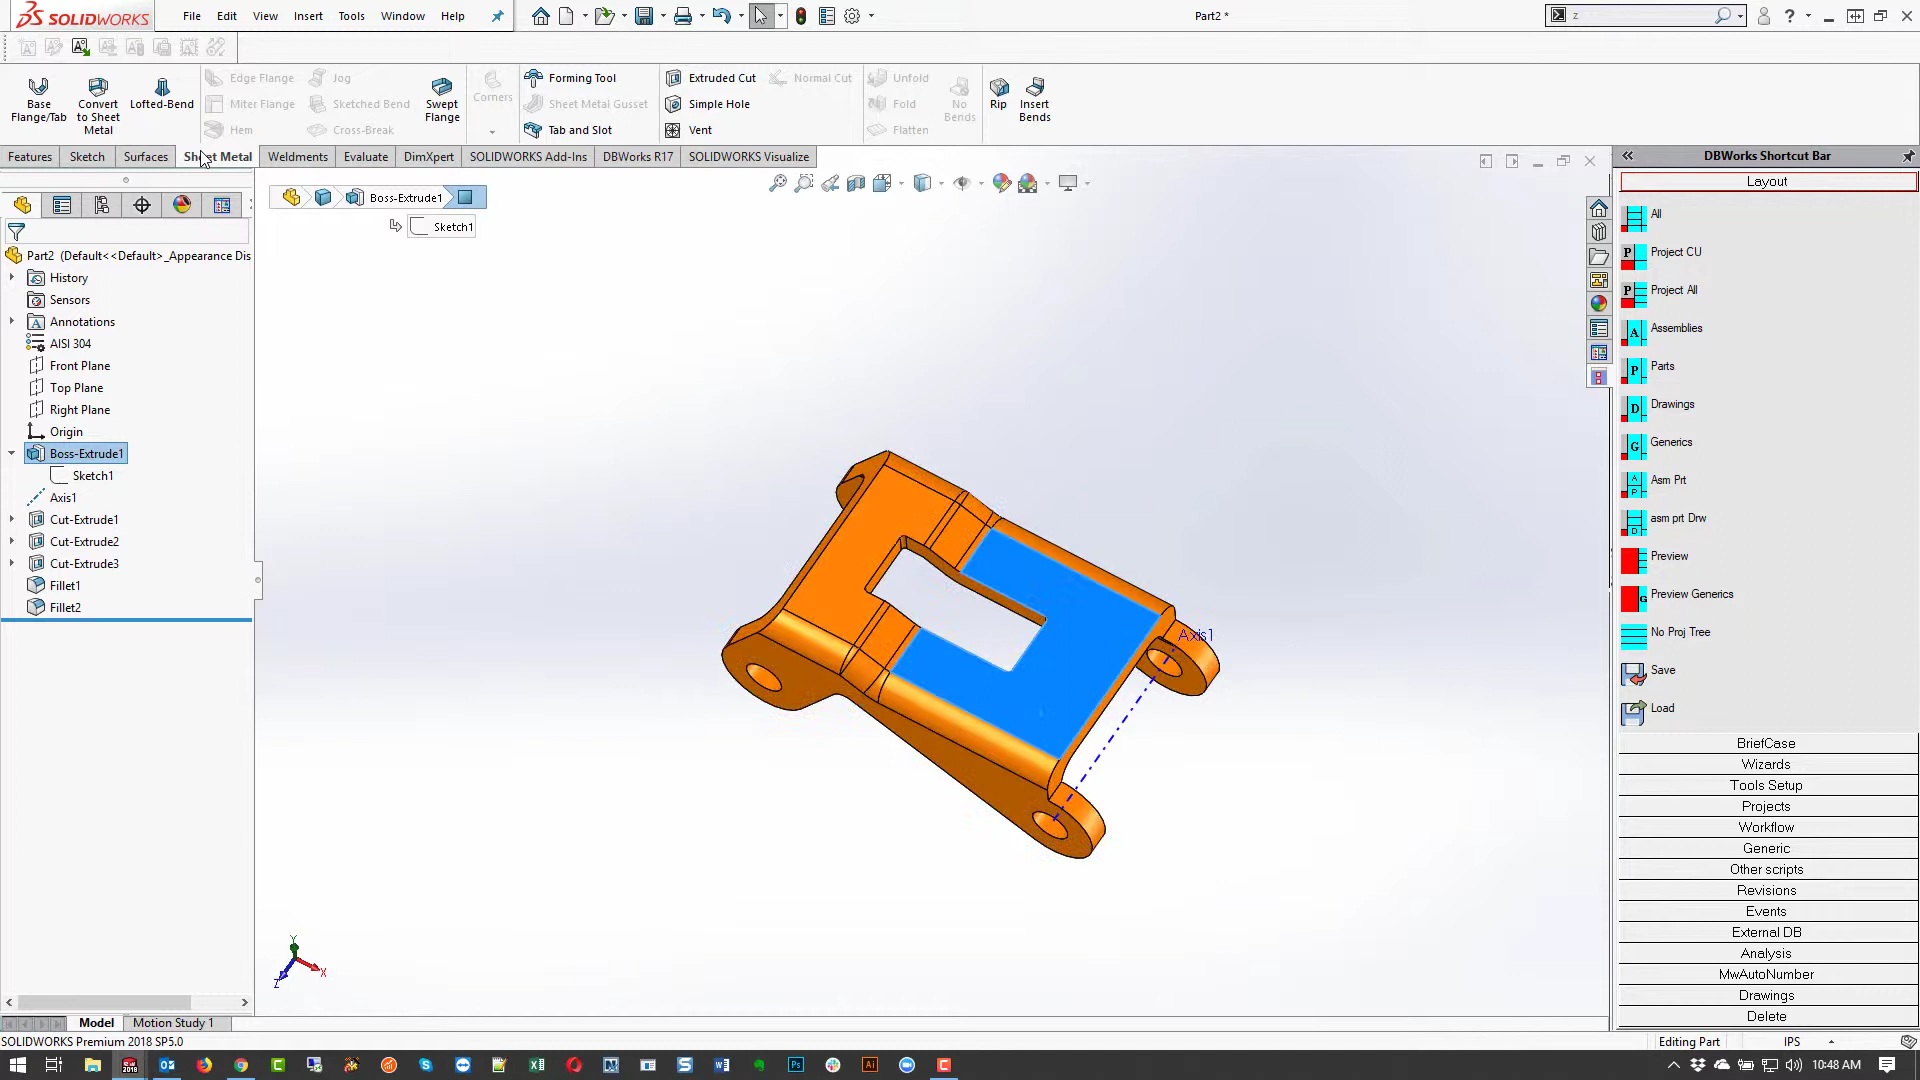 SOLIDWORKS
File Edit View Insert Tools Window Help
Part2 *
z
Base Flange/Tab
Convert to Sheet Metal
Lofted-Bend
Edge Flange
Miter Flange
Hem
Jog
Sketched Bend
Cross-Break
Swept Flange
Corners
Forming Tool
Sheet Metal Gusset
Tab and Slot
Extruded Cut
Simple Hole
Vent
Normal Cut
Unfold
Fold
Flatten
No Bends
Rip
Insert Bends
Features Sketch Surfaces Sheet Metal Weldments Evaluate DimXpert SOLIDWORKS Add-Ins DBWorks R17 SOLIDWORKS Visualize
Boss-Extrude1
Sketch1
Part2 (Default<<Default>_Appearance Dis
History
Sensors
Annotations
AISI 304
Front Plane
Top Plane
Right Plane
Origin
Boss-Extrude1
Sketch1
Axis1
Cut-Extrude1
Cut-Extrude2
Cut-Extrude3
Fillet1
Fillet2
Axis1
Y
X
Z
DBWorks Shortcut Bar
Layout
All
Project CU
Project All
Assemblies
Parts
Drawings
Generics
Asm Prt
asm prt Drw
Preview
Preview Generics
No Proj Tree
Save
Load
BriefCase
Wizards
Tools Setup
Projects
Workflow
Generic
Other scripts
Revisions
Events
External DB
Analysis
MwAutoNumber
Drawings
Delete
Model Motion Study 1
SOLIDWORKS Premium 2018 SP5.0
Editing Part
IPS
10:48 AM